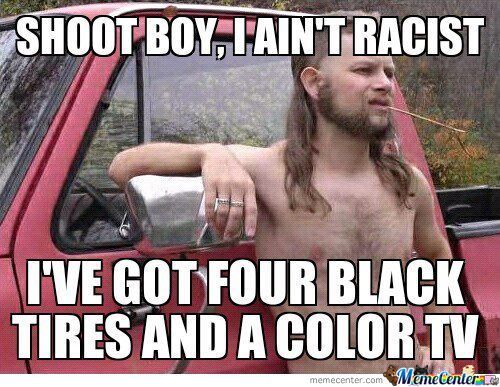 SHOOT BOY, I AIN'T RACIST
I'VE GOT FOUR BLACK
TIRES AND A COLOR TV
memecenter.com MemeCenter